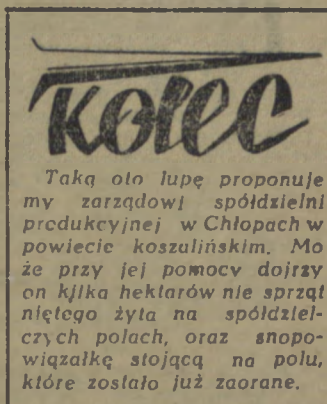 Kolec
Taką oto lupę proponuje
my zarządowi spółdzielni
produkcyjnej w Chłopach w
powiecie koszulińskim. Mo
że przy jej pomocy dojrzy
on kilka hektarów nie sprząt
niętego żyta na spółdziel-
czych polach, oraz snopo-
wiązałkę stojącą na polu,
które zostało już zaorane.